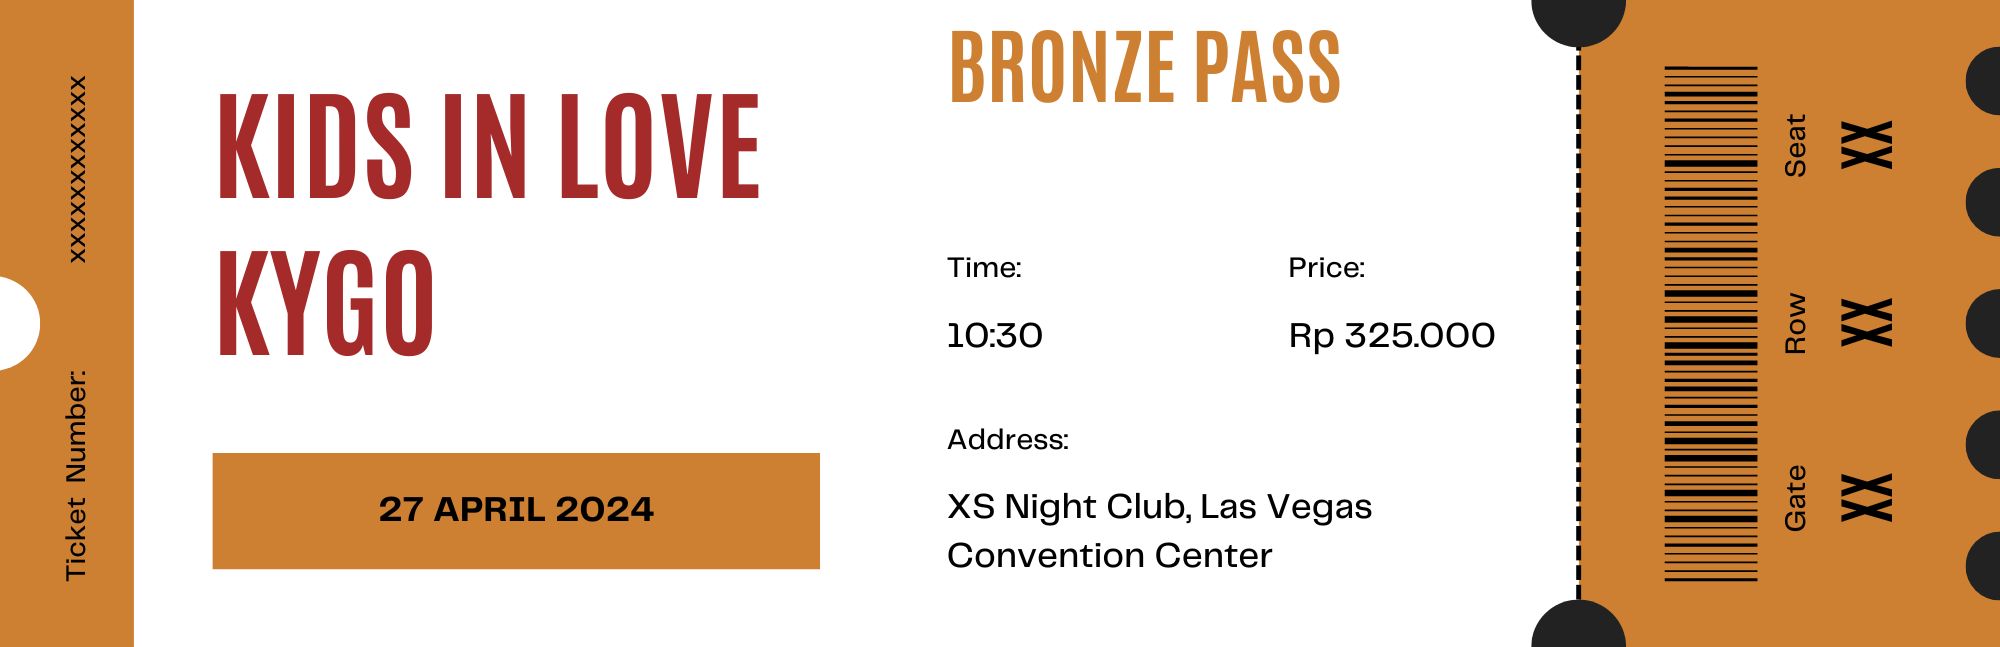 Ticket Number:
xxxxxxxxxxxxx
KIDS IN LOVE
KYGO
27 APRIL 2024
BRONZE PASS
Time:
10:30
Price:
Rp 325.000
Address:
XS Night Club, Las Vegas
Convention Center
Gate
XX
Row
XX
Seat
XX